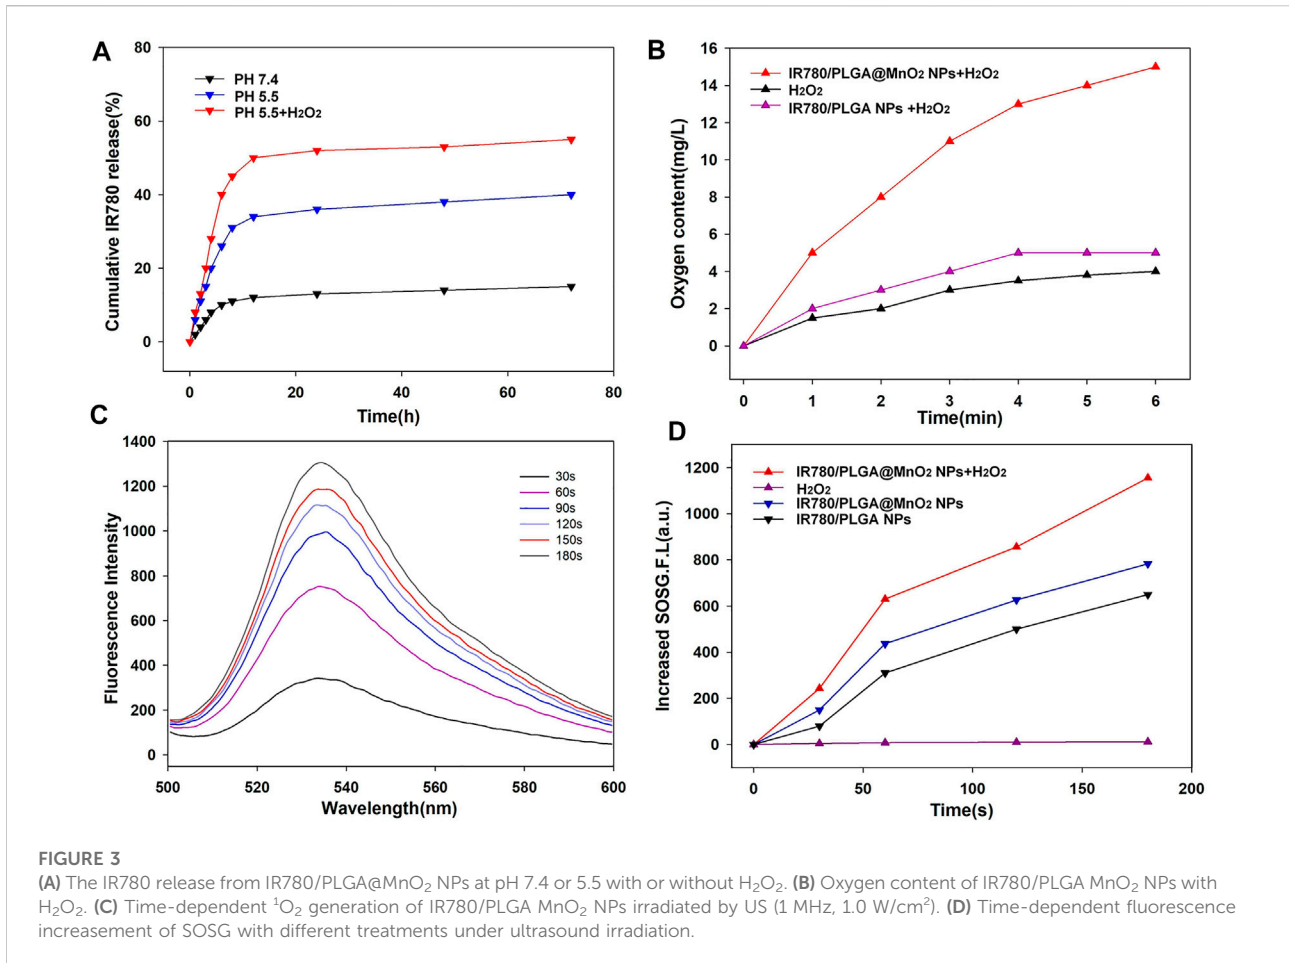 A
80
60
40
20
0
Cumulative IR780 release(%)
PH 7.4
PH 5.5
PH 5.5+H₂O₂
0 20 40 60 80
Time(h)
B
16
14
12
10
8
6
4
2
0
Oxygen content(mg/L)
IR780/PLGA@MnO₂ NPs+H₂O₂
H₂O₂
IR780/PLGA NPs +H₂O₂
0 1 2 3 4 5 6
Time(min)
C
1400
1200
1000
800
600
400
200
0
Fluorescence Intensity
30s
60s
90s
120s
150s
180s
500 520 540 560 580 600
Wavelength(nm)
D
1200
1000
800
600
400
200
0
Increased SOSG.F.L(a.u.)
IR780/PLGA@MnO₂ NPs+H₂O₂
H₂O₂
IR780/PLGA@MnO₂ NPs
IR780/PLGA NPs
0 50 100 150 200
Time(s)
FIGURE 3
(A) The IR780 release from IR780/PLGA@MnO₂ NPs at pH 7.4 or 5.5 with or without H₂O₂. (B) Oxygen content of IR780/PLGA MnO₂ NPs with
H₂O₂. (C) Time-dependent ¹O₂ generation of IR780/PLGA MnO₂ NPs irradiated by US (1 MHz, 1.0 W/cm²). (D) Time-dependent fluorescence
increasement of SOSG with different treatments under ultrasound irradiation.